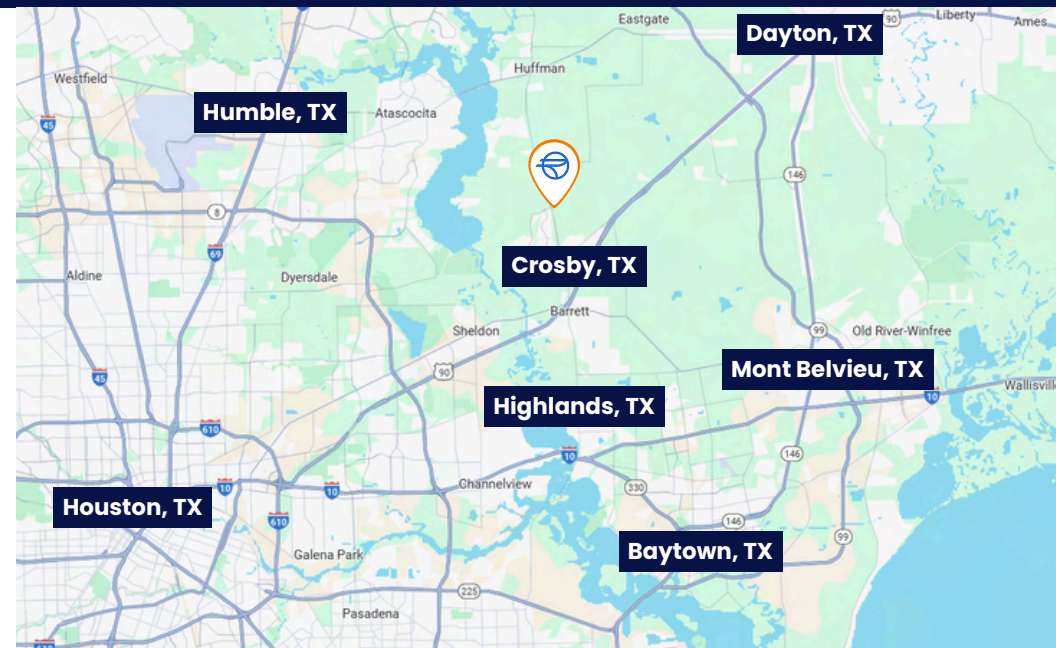 Eastgate
Dayton, TX
90
Liberty
Ames
Huffman
Westfield
Humble, TX
Atascocita
45
146
8
69
Crosby, TX
Aldine
Dyersdale
Barrett
Sheldon
99
Old River-Winfree
90
45
Mont Belvieu, TX
Wallisvill
10
Highlands, TX
610
10
146
Channelview
10
10
330
Houston, TX
610
146
99
Baytown, TX
Galena Park
225
Pasadena
610